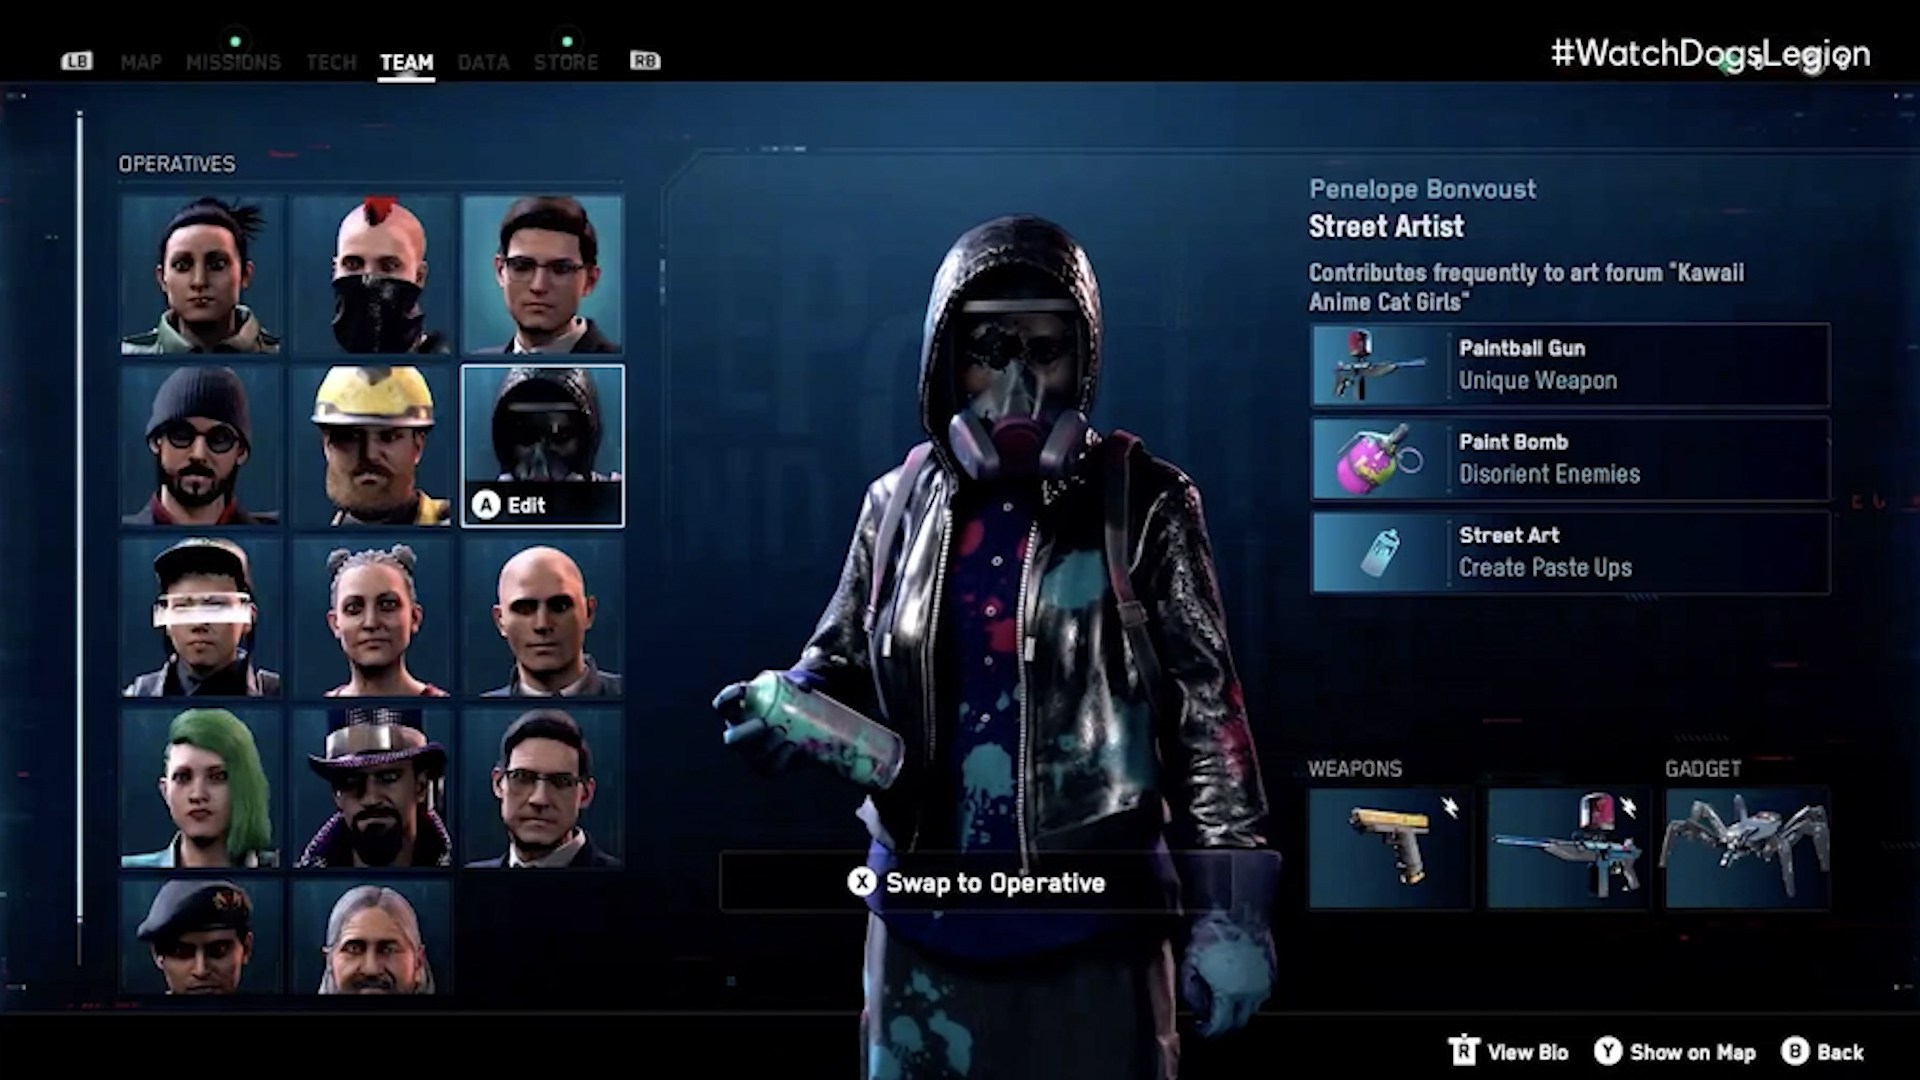 LB MAP MISSIONS TECH TEAM DATA STORE RB
#WatchDogsLegion
OPERATIVES
A Edit
Penelope Bonvoust
Street Artist
Contributes frequently to art forum "Kawaii
Anime Cat Girls"
Paintball Gun
Unique Weapon
Paint Bomb
Disorient Enemies
Street Art
Create Paste Ups
X Swap to Operative
WEAPONS
GADGET
R View Bio Y Show on Map B Back